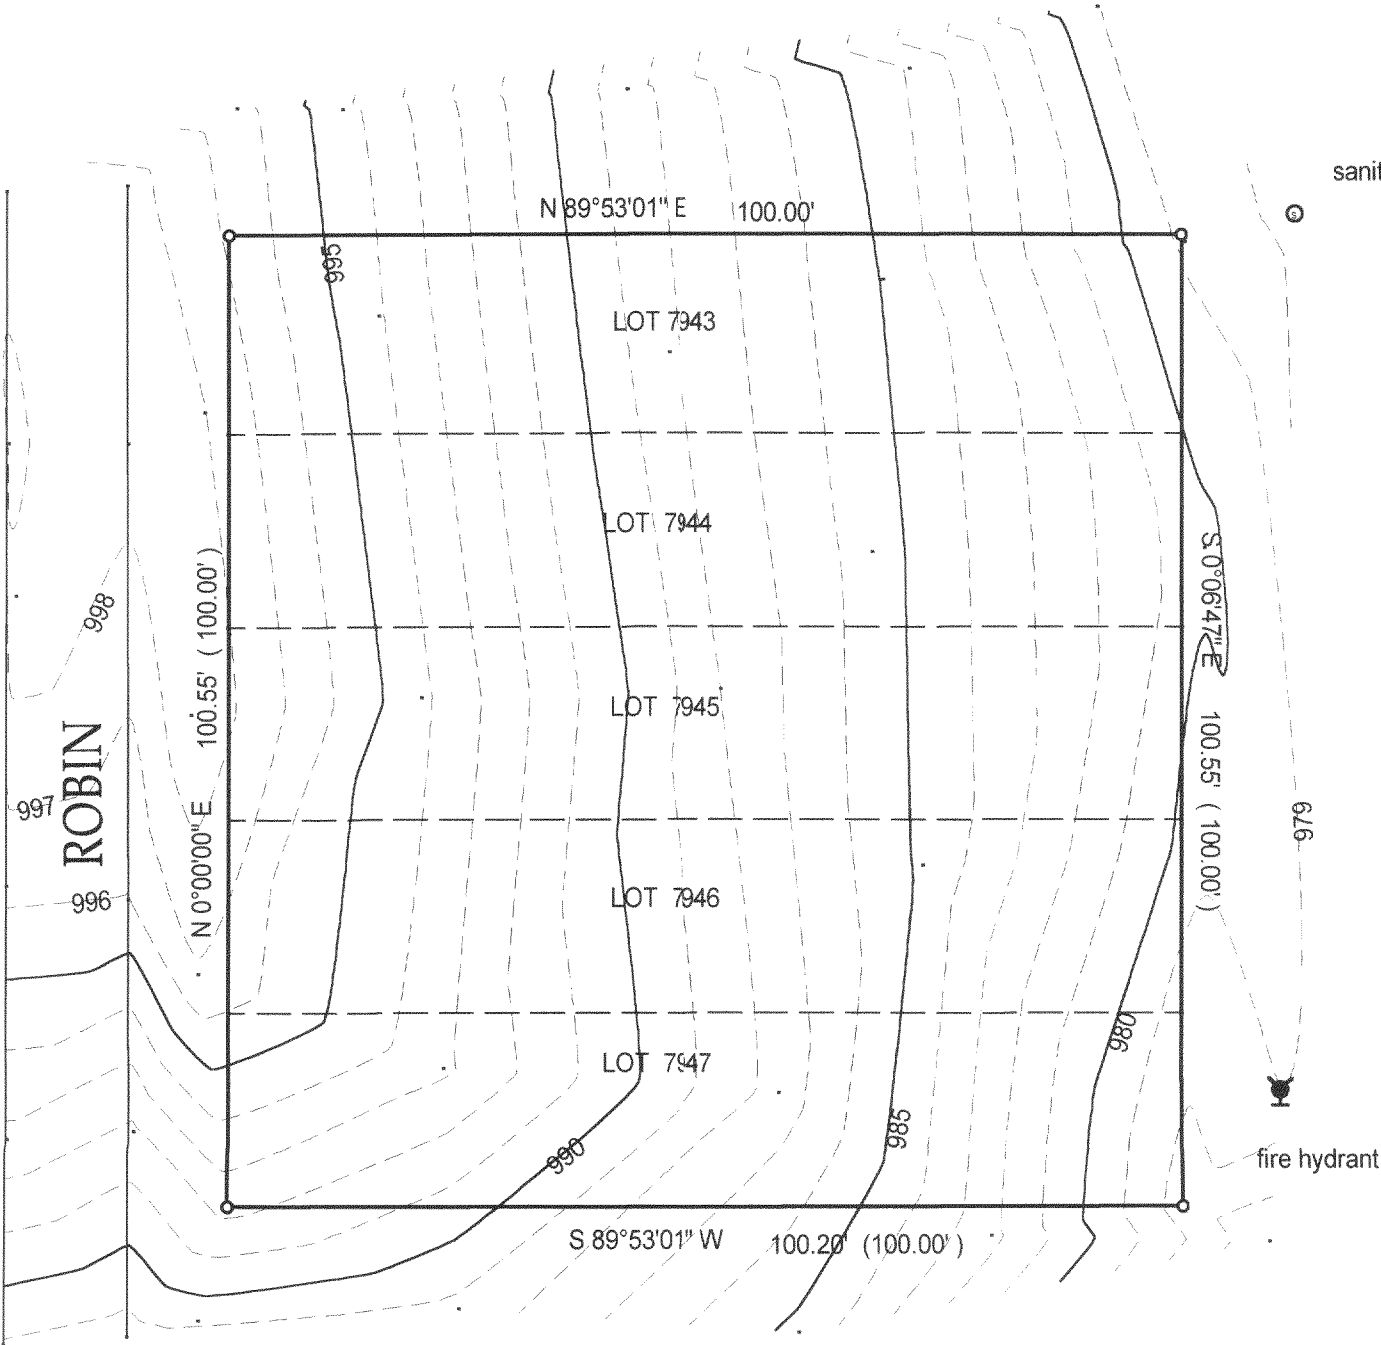 sanit
N 89°53'01" E 100.00'
995
LOT 7943
LOT 7944
998
N 0°00'00" E 100.55' ( 100.00' )
S 0°06'47" E 100.55' ( 100.00' )
LOT 7945
ROBIN
997
979
996
LOT 7946
980
LOT 7947
985
990
fire hydrant
S 89°53'01" W 100.20' (100.00' )
S